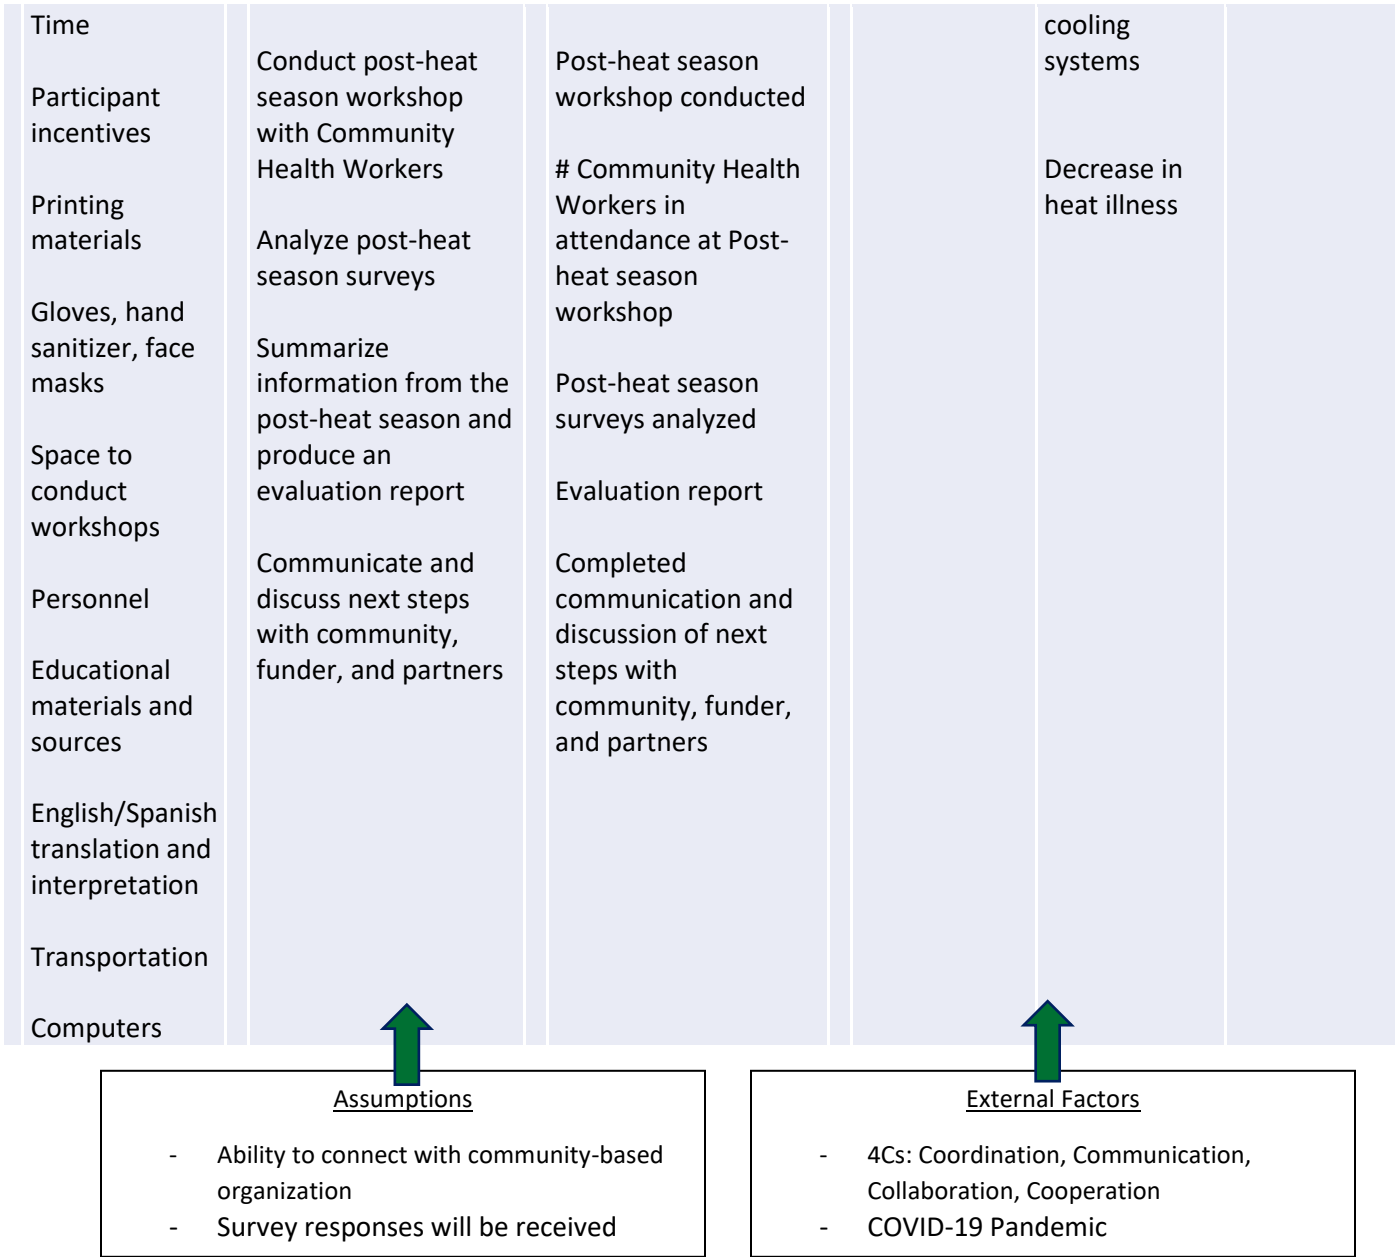 Time
Participant
incentives
Printing
materials
Gloves, hand
sanitizer, face
masks
Space to
conduct
workshops
Personnel
Educational
materials and
sources
English/Spanish
translation and
interpretation
Transportation
Computers
Conduct post-heat
season workshop
with Community
Health Workers
Analyze post-heat
season surveys
Summarize
information from the
post-heat season and
produce an
evaluation report
Communicate and
discuss next steps
with community,
funder, and partners
Post-heat season
workshop conducted
# Community Health
Workers in
attendance at Post-
heat season
workshop
Post-heat season
surveys analyzed
Evaluation report
Completed
communication and
discussion of next
steps with
community, funder,
and partners
cooling
systems
Decrease in
heat illness
Assumptions
- Ability to connect with community-based
organization
- Survey responses will be received
External Factors
- 4Cs: Coordination, Communication,
Collaboration, Cooperation
- COVID-19 Pandemic